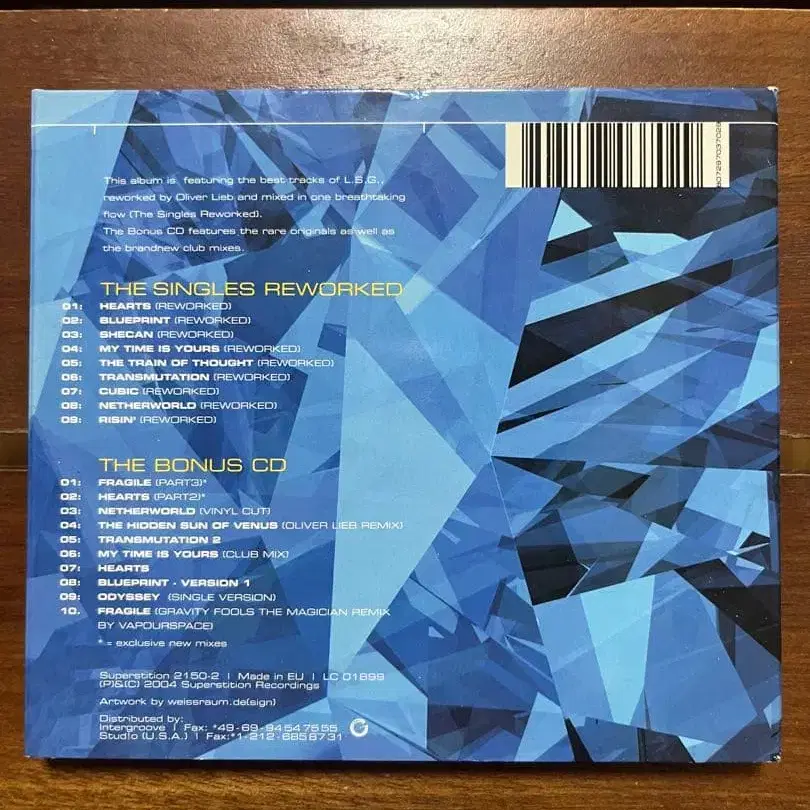 This album is featuring the best tracks of L.S.G.,
reworked by Oliver Lieb and mixed in one breathtaking
flow (The Singles Reworked).
The Bonus CD features the rare originals as well as
the brandnew club mixes.
THE SINGLES REWORKED
01: HEARTS (REWORKED)
02: BLUEPRINT (REWORKED)
03: SHECAN (REWORKED)
04: MY TIME IS YOURS (REWORKED)
05: THE TRAIN OF THOUGHT (REWORKED)
06: TRANSMUTATION (REWORKED)
07: CUBIC (REWORKED)
08: NETHERWORLD (REWORKED)
09: RISIN' (REWORKED)
THE BONUS CD
01: FRAGILE (PART3)*
02: HEARTS (PART2)*
03: NETHERWORLD (VINYL CUT)
04: THE HIDDEN SUN OF VENUS (OLIVER LIEB REMIX)
05: TRANSMUTATION 2
06: MY TIME IS YOURS (CLUB MIX)
07: HEARTS
08: BLUEPRINT - VERSION 1
09: ODYSSEY (SINGLE VERSION)
10. FRAGILE (GRAVITY FOOLS THE MAGICIAN REMIX
BY VAPOURSPACE)
* = exclusive new mixes
Superstition 2150-2 | Made in EU | LC 01899
(P)&(C) 2004 Superstition Recordings
Artwork by weissraum.de(sign)
Distributed by:
Intergroove | Fax: *49-69-94547555
Stud!o (U.S.A.) | Fax:*1-212-6858731